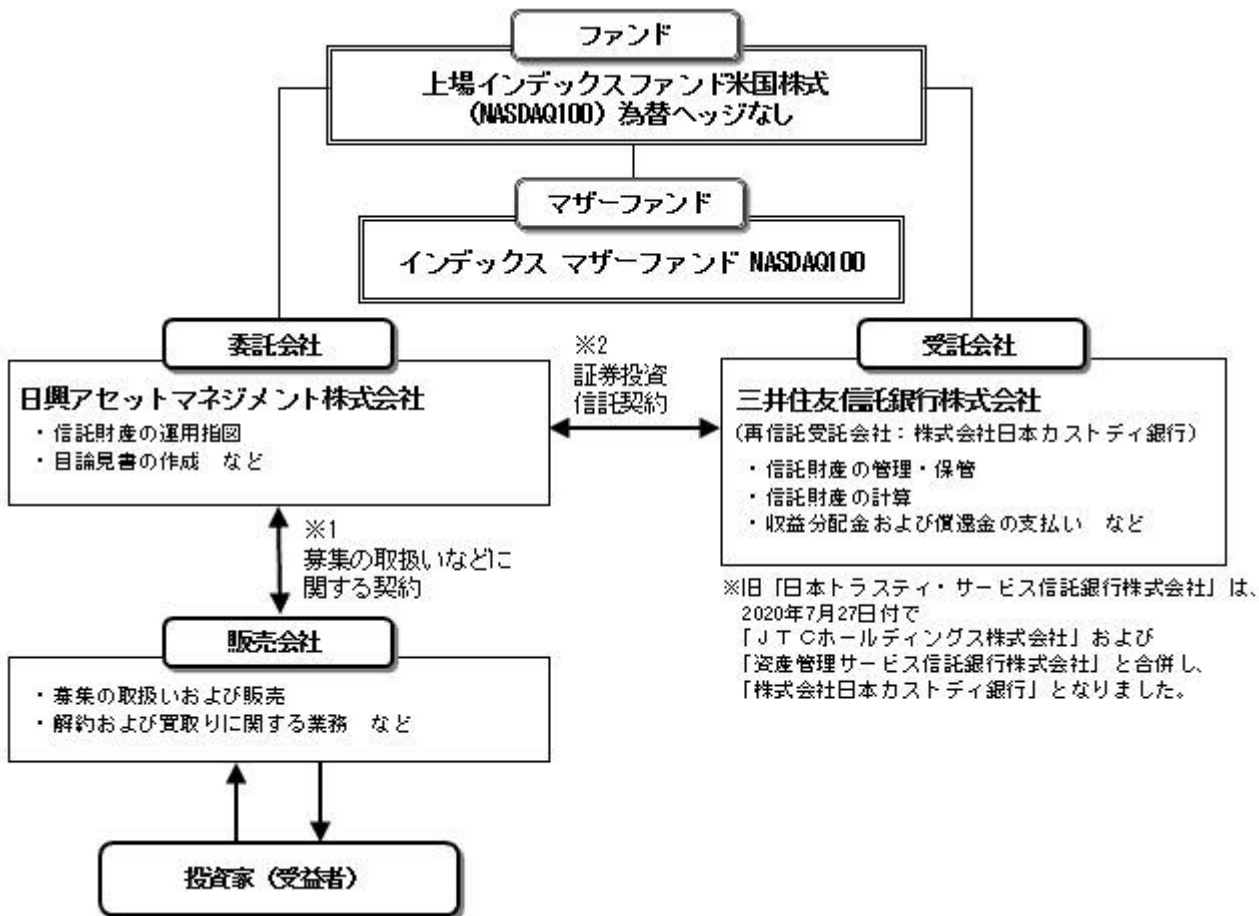 ファンド
上場インデックスファンド米国株式
(NASDAQ100) 為替ヘッジなし
マザーファンド
インデックス マザーファンド NASDAQ100
委託会社
日興アセットマネジメント株式会社
・信託財産の運用指図
・目論見書の作成　など
※2
証券投資
信託契約
受託会社
三井住友信託銀行株式会社
(再信託受託会社：株式会社日本カストディ銀行)
・信託財産の管理・保管
・信託財産の計算
・収益分配金および償還金の支払い　など
※1
募集の取扱いなどに
関する契約
※旧「日本トラスティ・サービス信託銀行株式会社」は、
2020年7月27日付で
「ＪＴＣホールディングス株式会社」および
「資産管理サービス信託銀行株式会社」と合併し、
「株式会社日本カストディ銀行」となりました。
販売会社
・募集の取扱いおよび販売
・解約および買取りに関する業務　など
投資家（受益者）